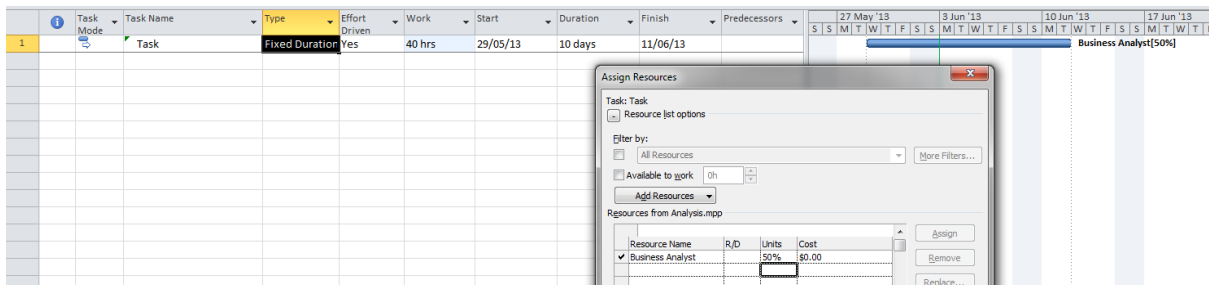 Task Mode Task Name Type Effort Driven Work Start Duration Finish Predecessors
27 May '13 3 Jun '13 10 Jun '13 17 Jun '13
S S M T W T F S S M T W T F S S M T W T F S S M T W T
1 Task Fixed Duration Yes 40 hrs 29/05/13 10 days 11/06/13
Business Analyst[50%]
Assign Resources
Task: Task
- Resource list options
Filter by:
All Resources More Filters...
Available to work 0h
Add Resources
Resources from Analysis.mpp
Assign
Resource Name R/D Units Cost
Business Analyst 50% $0.00
Remove
Replace...